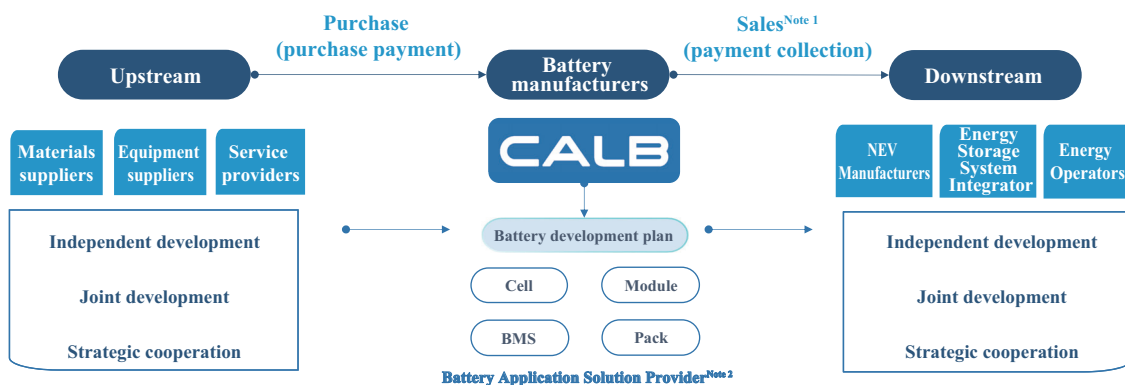 Purchase
(purchase payment)
Sales Note 1
(payment collection)
Upstream
Battery
manufacturers
Downstream
Materials
suppliers
Equipment
suppliers
Service
providers
CALB
NEV
Manufacturers
Energy
Storage
System
Integrator
Energy
Operators
Independent development
Joint development
Strategic cooperation
Battery development plan
Cell
Module
BMS
Pack
Battery Application Solution Provider Note 2
Independent development
Joint development
Strategic cooperation